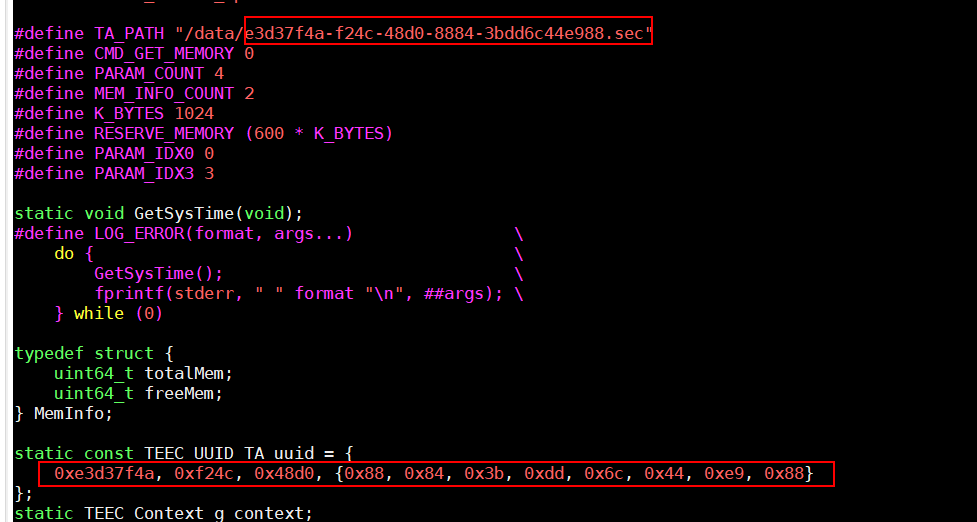 #define TA_PATH "/data/e3d37f4a-f24c-48d0-8884-3bdd6c44e988.sec"
#define CMD_GET_MEMORY 0
#define PARAM_COUNT 4
#define MEM_INFO_COUNT 2
#define K_BYTES 1024
#define RESERVE_MEMORY (600 * K_BYTES)
#define PARAM_IDX0 0
#define PARAM_IDX3 3
static void GetSysTime(void);
#define LOG_ERROR(format, args...) \
do { \
GetSysTime(); \
fprintf(stderr, " " format "\n", ##args); \
} while (0)
typedef struct {
uint64_t totalMem;
uint64_t freeMem;
} MemInfo;
static const TEEC_UUID TA_uuid = {
0xe3d37f4a, 0xf24c, 0x48d0, {0x88, 0x84, 0x3b, 0xdd, 0x6c, 0x44, 0xe9, 0x88}
};
static TEEC_Context g_context;